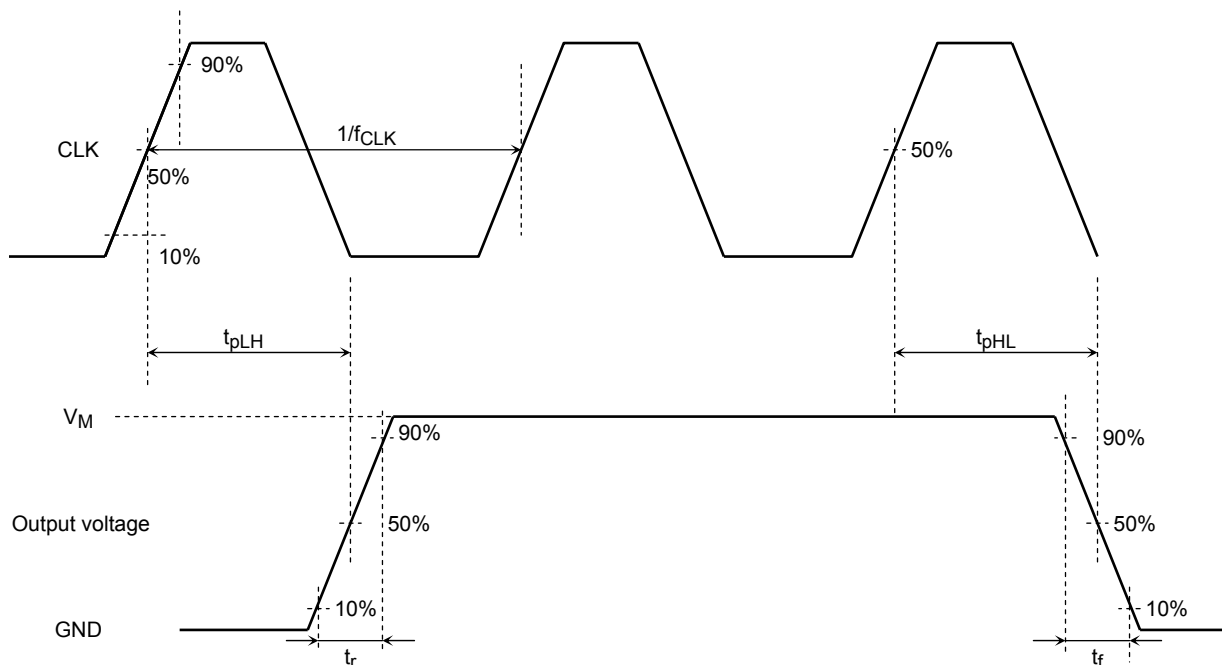 90%
1/fCLK
CLK
50%
50%
10%
tpLH
tpHL
VM
90%
90%
Output voltage
50%
50%
10%
10%
GND
tr
tf